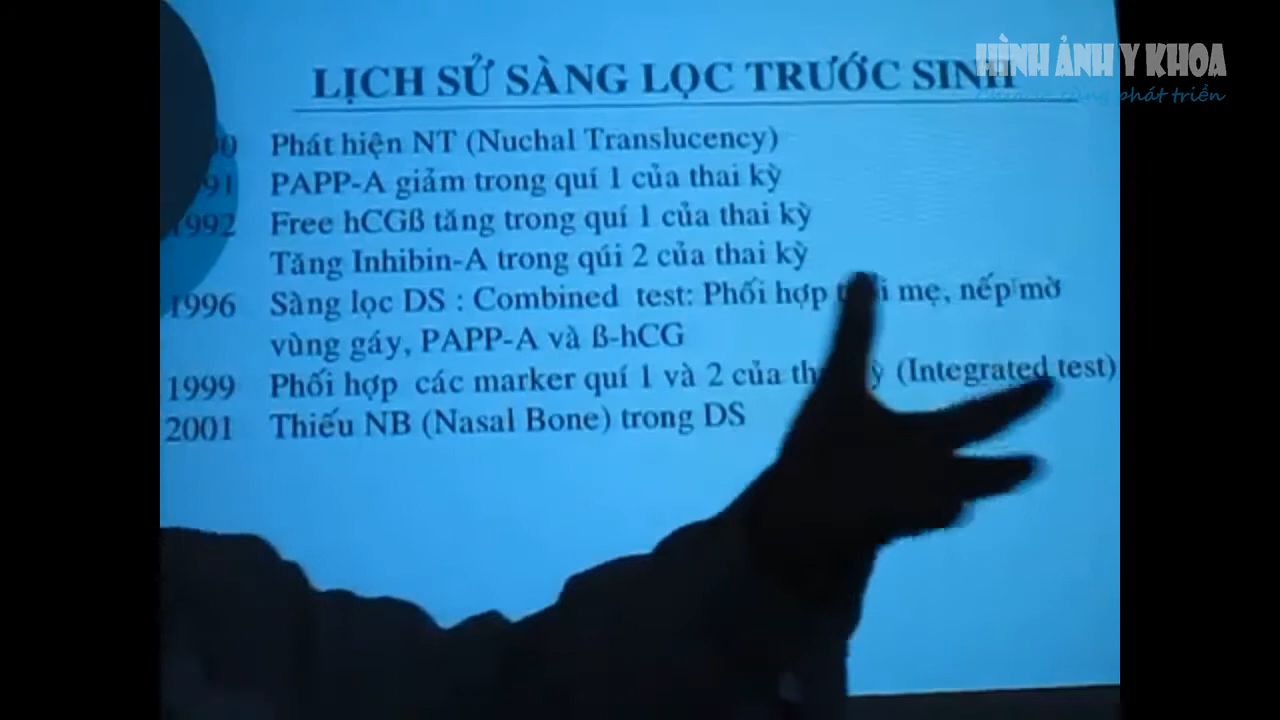 LỊCH SỬ SÀNG LỌC TRƯỚC SINH
HÌNH ẢNH Y KHOA
phát triển
Phát hiện NT (Nuchal Translucency)
PAPP-A giảm trong quí 1 của thai kỳ
1992 Free hCGß tăng trong quí 1 của thai kỳ
Tăng Inhibin-A trong qúi 2 của thai kỳ
1996 Sàng lọc DS : Combined test: Phối hợp mẹ, nếp mờ
vùng gáy, PAPP-A và ß-hCG
1999 Phối hợp các marker quí 1 và 2 của (Integrated test)
2001 Thiếu NB (Nasal Bone) trong DS